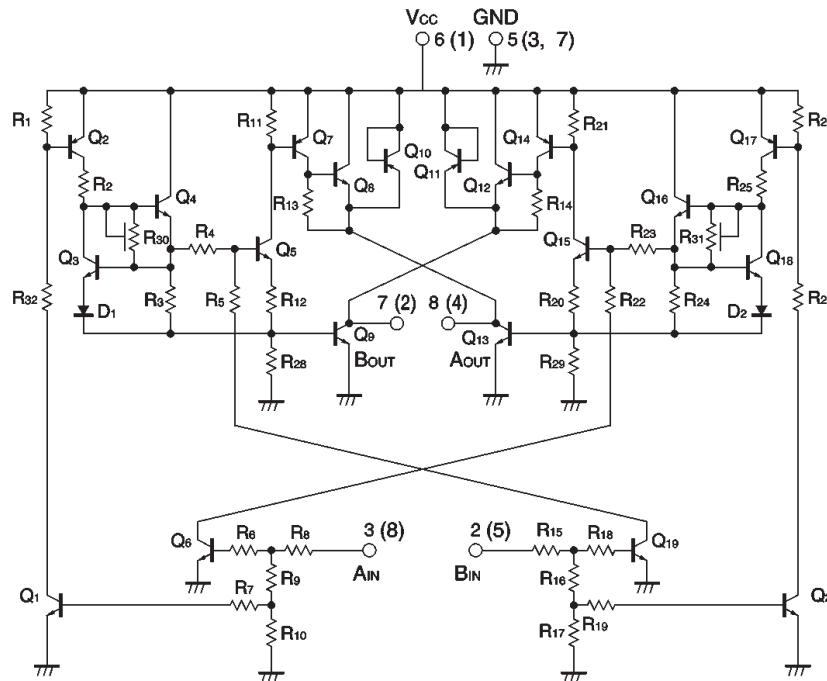 Vcc GND
6 (1) 5 (3, 7)
R1 Q2 R11 Q7 Q10 Q14 R21 Q17 R2
R2 Q4 Q8 Q11 Q12 Q16 R25
R13 R14
R30 R4 Q5 Q15 R23 R31
Q3 Q18
R32 R3 R5 R12 R20 R22 R24 R2
D1 7 (2) 8 (4) D2
Q9 Q13
R28 BOUT AOUT R29
Q6 R6 R8 3 (8) 2 (5) R15 R18 Q19
AIN BIN
R9 R16
Q1 R7 Q2
R10 R17 R19